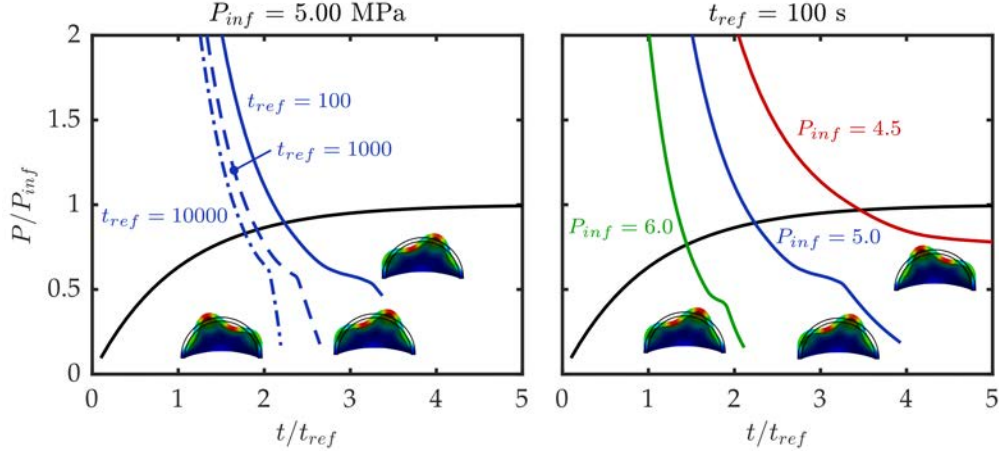 P_inf = 5.00 MPa
P/P_inf
2
1.5
1
0.5
0
t_ref = 100
t_ref = 1000
t_ref = 10000
0 1 2 3 4 5
t/t_ref
t_ref = 100 s
P_inf = 4.5
P_inf = 6.0
P_inf = 5.0
0 1 2 3 4 5
t/t_ref